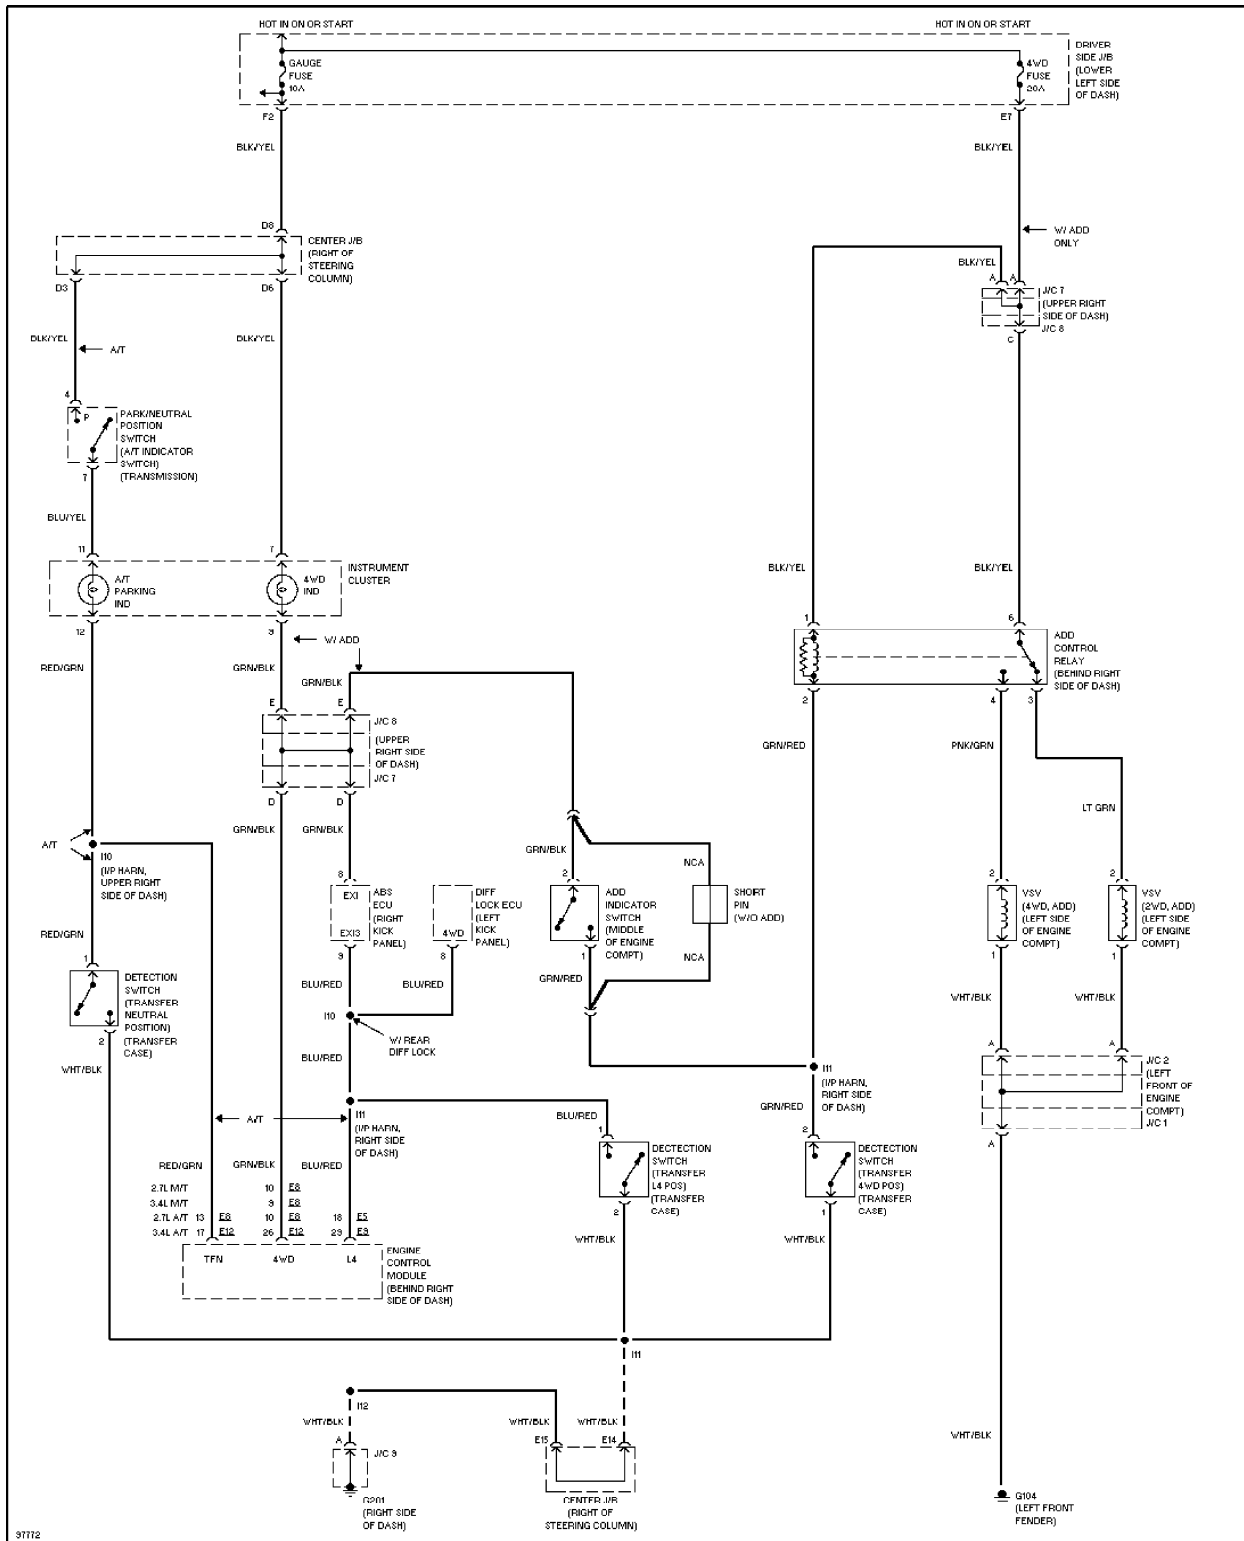 HOT IN ON OR START
HOT IN ON OR START
GAUGE
FUSE
10A
4WD
FUSE
20A
DRIVER
SIDE J/B
(LOWER
LEFT SIDE
OF DASH)
F2
E7
BLK/YEL
BLK/YEL
D8
CENTER J/B
(RIGHT OF
STEERING
COLUMN)
W/ ADD
ONLY
BLK/YEL
D3
D6
A
A
J/C 7
(UPPER RIGHT
SIDE OF DASH)
J/C 8
C
BLK/YEL
A/T
BLK/YEL
4
P
PARK/NEUTRAL
POSITION
SWITCH
(A/T INDICATOR
SWITCH)
(TRANSMISSION)
7
BLU/YEL
11
7
INSTRUMENT
CLUSTER
A/T
PARKING
IND
4WD
IND
BLK/YEL
BLK/YEL
12
9
W/ ADD
1
6
ADD
CONTROL
RELAY
(BEHIND RIGHT
SIDE OF DASH)
RED/GRN
GRN/BLK
GRN/BLK
E
E
2
4
3
J/C 8
(UPPER
RIGHT SIDE
OF DASH)
J/C 7
GRN/RED
PNK/GRN
D
D
LT GRN
GRN/BLK
GRN/BLK
A/T
I10
(I/P HARN,
UPPER RIGHT
SIDE OF DASH)
GRN/BLK
NCA
8
EXI
EXI3
ABS
ECU
(RIGHT
KICK
PANEL)
9
DIFF
LOCK ECU
(LEFT
KICK
PANEL)
4WD
8
2
ADD
INDICATOR
SWITCH
(MIDDLE
OF ENGINE
COMPT)
1
SHORT
PIN
(W/O ADD)
2
VSV
(4WD, ADD)
(LEFT SIDE
OF ENGINE
COMPT)
1
2
VSV
(2WD, ADD)
(LEFT SIDE
OF ENGINE
COMPT)
1
RED/GRN
1
DETECTION
SWITCH
(TRANSFER
NEUTRAL
POSITION)
(TRANSFER
CASE)
2
BLU/RED
BLU/RED
GRN/RED
NCA
WHT/BLK
WHT/BLK
I10
W/ REAR
DIFF LOCK
WHT/BLK
BLU/RED
A
A
J/C 2
(LEFT
FRONT OF
ENGINE
COMPT)
J/C 1
A
I11
(I/P HARN,
RIGHT SIDE
OF DASH)
A/T
I11
(I/P HARN,
RIGHT SIDE
OF DASH)
BLU/RED
GRN/RED
1
DECTECTION
SWITCH
(TRANSFER
L4 POS)
(TRANSFER
CASE)
2
2
DECTECTION
SWITCH
(TRANSFER
4WD POS)
(TRANSFER
CASE)
1
RED/GRN
GRN/BLK
BLU/RED
2.7L M/T 10 E8
3.4L M/T 9 E8
2.7L A/T 13 E8 10 E8 18 E5
3.4L A/T 17 E12 26 E12 29 E9
TFN
4WD
L4
ENGINE
CONTROL
MODULE
(BEHIND RIGHT
SIDE OF DASH)
WHT/BLK
WHT/BLK
I11
I12
WHT/BLK
WHT/BLK
WHT/BLK
WHT/BLK
A
J/C 9
G201
(RIGHT SIDE
OF DASH)
E15
E14
CENTER J/B
(RIGHT OF
STEERING COLUMN)
G104
(LEFT FRONT
FENDER)
97772